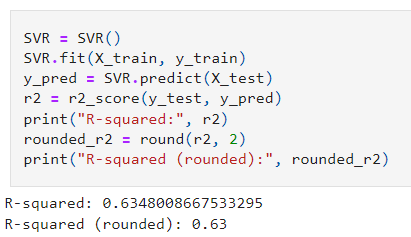 SVR = SVR()
SVR.fit(X_train, y_train)
y_pred = SVR.predict(X_test)
r2 = r2_score(y_test, y_pred)
print("R-squared:", r2)
rounded_r2 = round(r2, 2)
print("R-squared (rounded):", rounded_r2)
R-squared: 0.6348008667533295
R-squared (rounded): 0.63